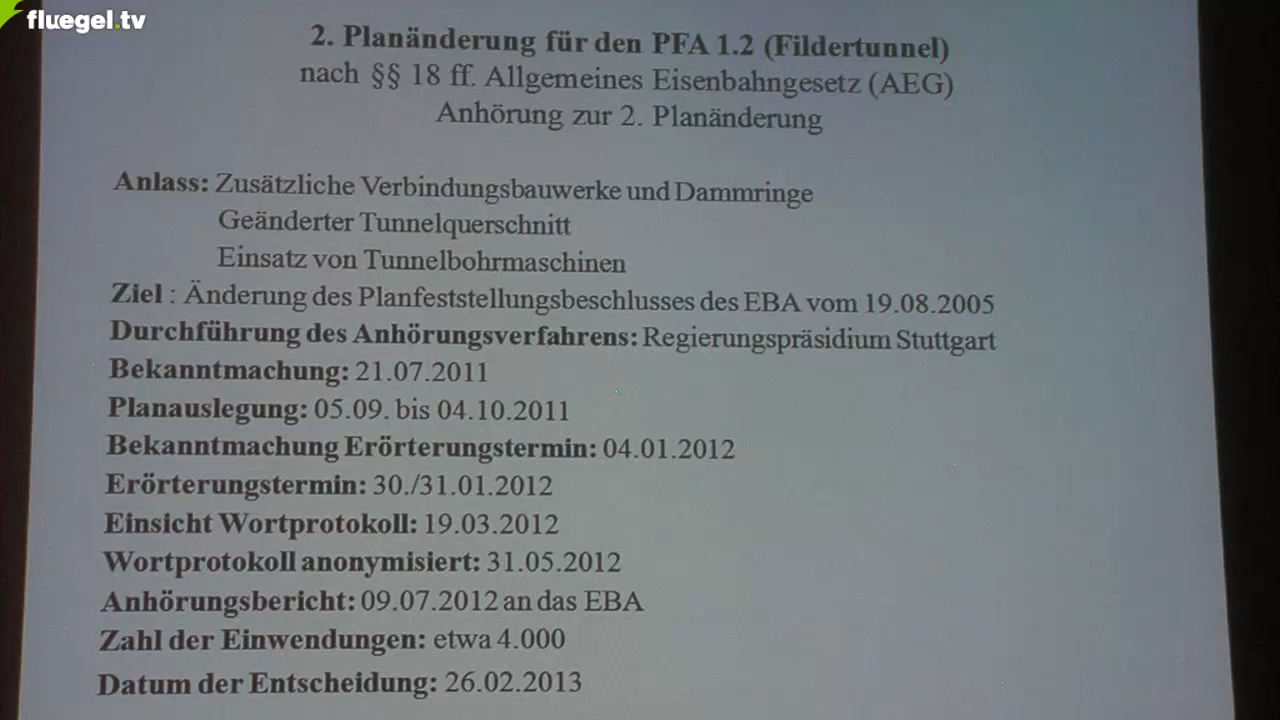 fluegel.tv
2. Planänderung für den PFA 1.2 (Fildertunnel)
nach §§ 18 ff. Allgemeines Eisenbahngesetz (AEG)
Anhörung zur 2. Planänderung
Anlass: Zusätzliche Verbindungsbauwerke und Dammringe
Geänderter Tunnelquerschnitt
Einsatz von Tunnelbohrmaschinen
Ziel : Änderung des Planfeststellungsbeschlusses des EBA vom 19.08.2005
Durchführung des Anhörungsverfahrens: Regierungspräsidium Stuttgart
Bekanntmachung: 21.07.2011
Planauslegung: 05.09. bis 04.10.2011
Bekanntmachung Erörterungstermin: 04.01.2012
Erörterungstermin: 30./31.01.2012
Einsicht Wortprotokoll: 19.03.2012
Wortprotokoll anonymisiert: 31.05.2012
Anhörungsbericht: 09.07.2012 an das EBA
Zahl der Einwendungen: etwa 4.000
Datum der Entscheidung: 26.02.2013